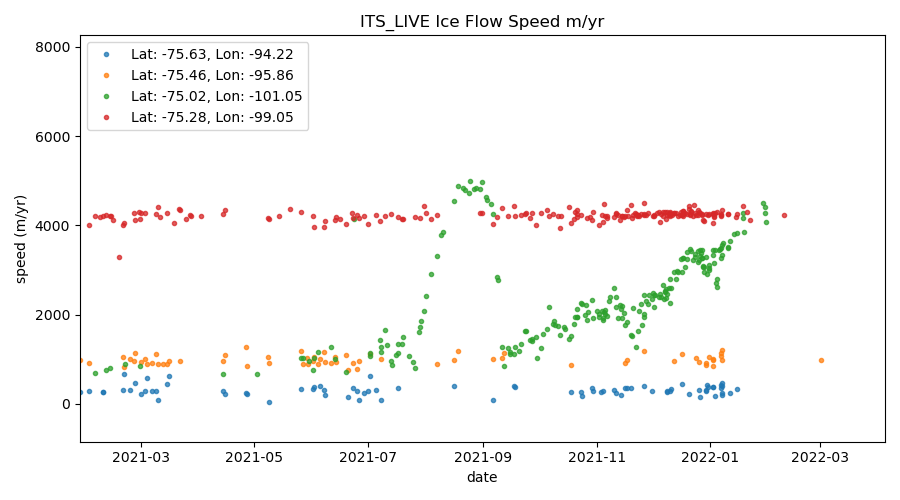 ITS_LIVE Ice Flow Speed m/yr
8000
6000
4000
2000
0
speed (m/yr)
Lat: -75.63, Lon: -94.22
Lat: -75.46, Lon: -95.86
Lat: -75.02, Lon: -101.05
Lat: -75.28, Lon: -99.05
2021-03 2021-05 2021-07 2021-09 2021-11 2022-01 2022-03
date